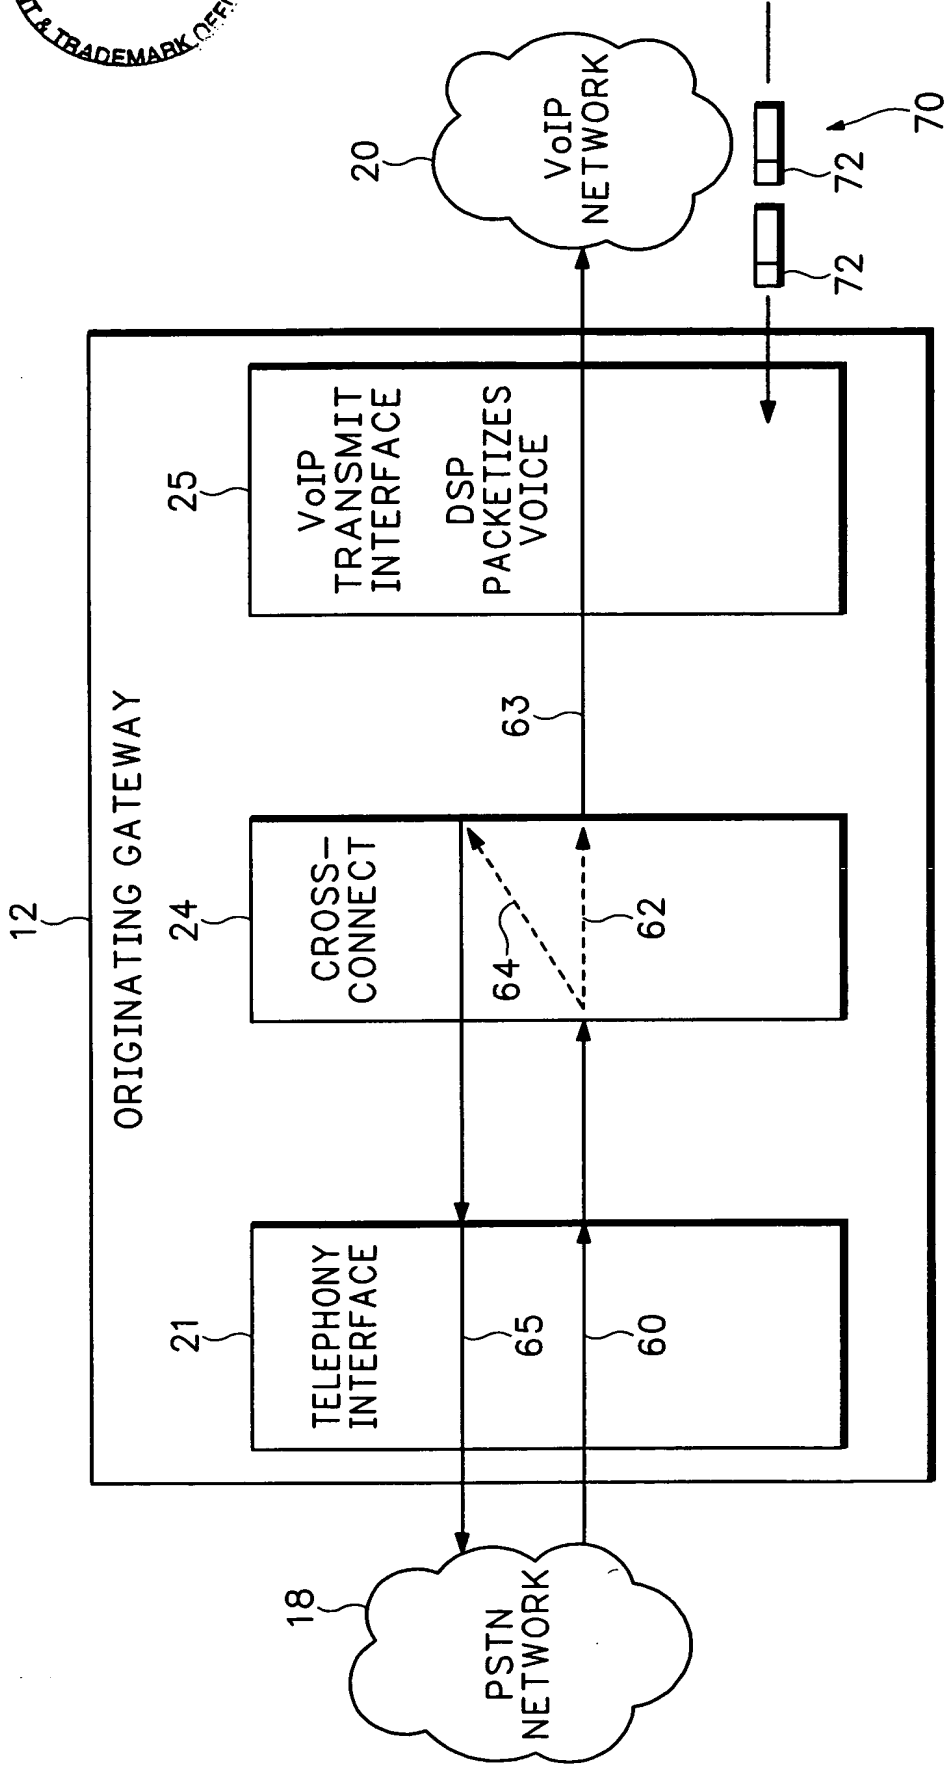 T & TRADEMARK OFFI
12
ORIGINATING GATEWAY
18
PSTN
NETWORK
21
TELEPHONY
INTERFACE
65
60
24
CROSS-
CONNECT
64
62
63
25
VoIP
TRANSMIT
INTERFACE
DSP
PACKETIZES
VOICE
20
VoIP
NETWORK
72
72
70